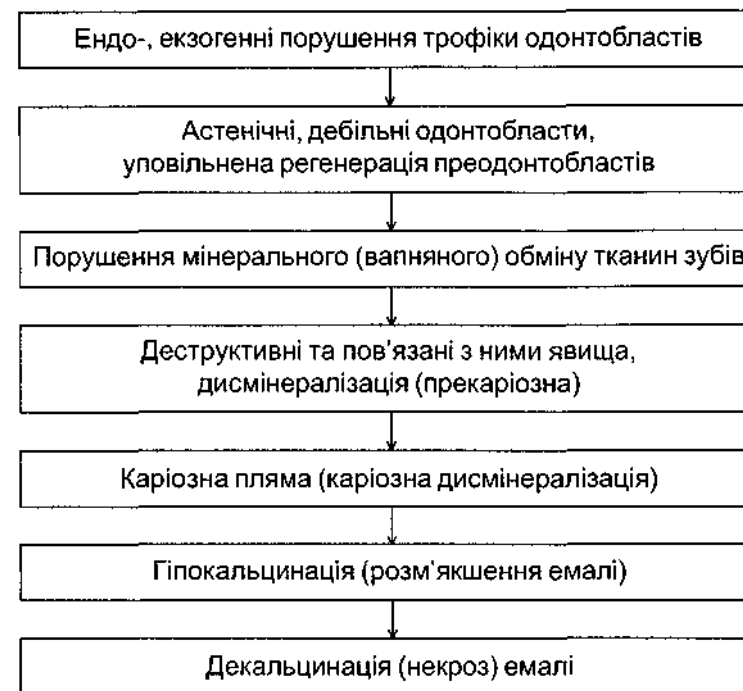 Ендо-, екзогенні порушення трофіки одонтобластів
Астенічні, дебільні одонтобласти,
уповільнена регенерація преодонтобластів
Порушення мінерального (вапняного) обміну тканин зубів
Деструктивні та пов'язані з ними явища,
дисмінералізація (прекаріозна)
Каріозна пляма (каріозна дисмінералізація)
Гіпокальцинація (розм'якшення емалі)
Декальцинація (некроз) емалі